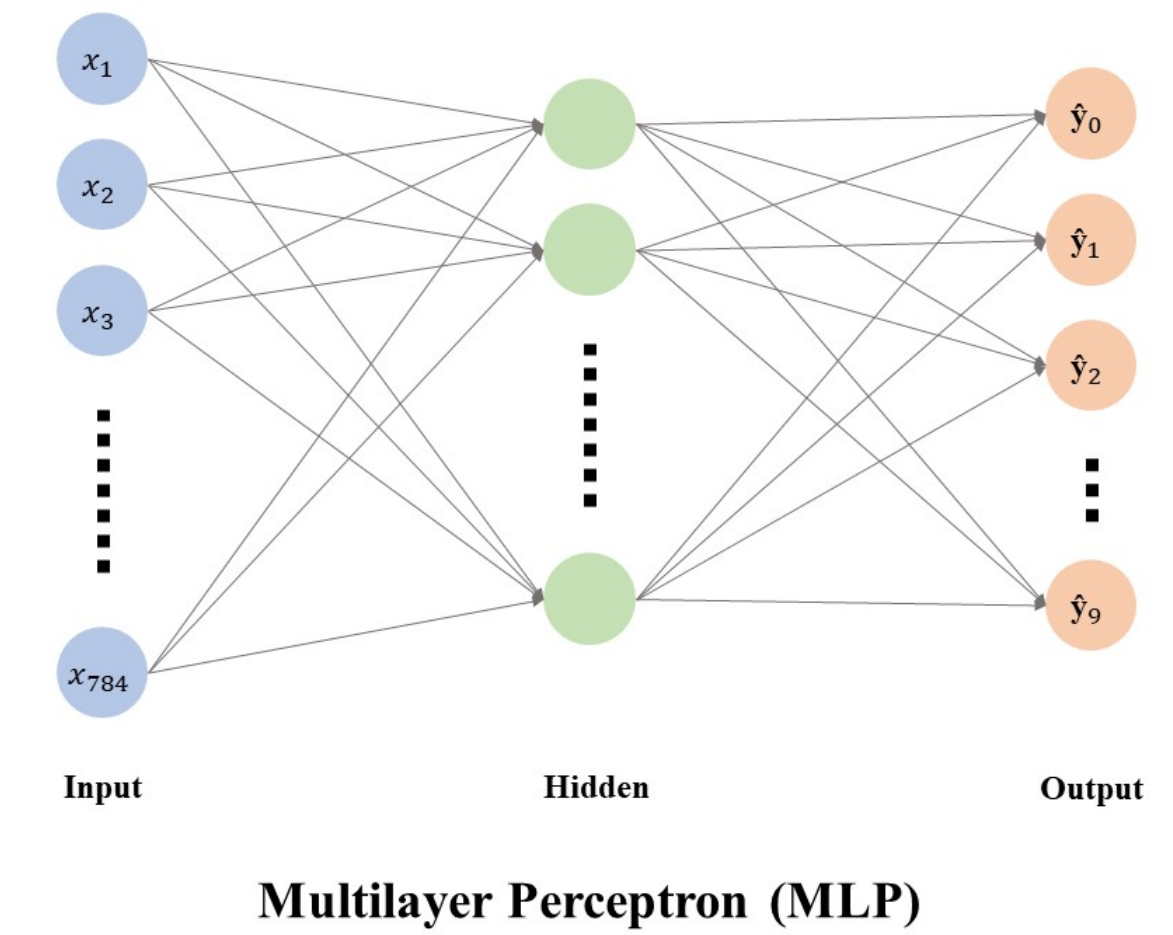 x₁
x₂
x₃
x₇₈₄
ŷ₀
ŷ₁
ŷ₂
ŷ₉
Input
Hidden
Output
Multilayer Perceptron (MLP)